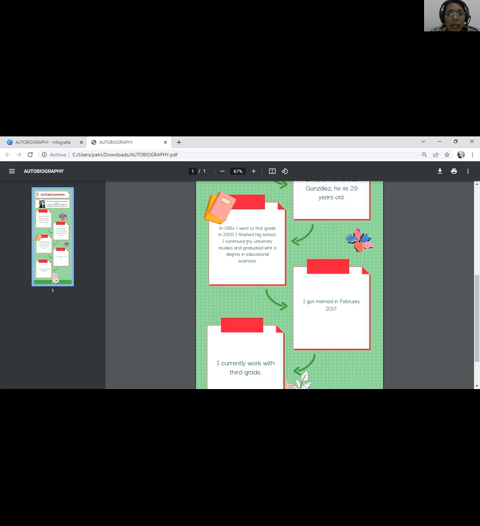 AUTOBIOGRAPHY - Infografía
AUTOBIOGRAPHY
Archivo C:/Users/patri/Downloads/AUTOBIOGRAPHY.pdf
AUTOBIOGRAPHY
1 / 1
67%
AUTOBIOGRAPHY
1
González, he is 29
years old.
In 1994 I went to first grade
in 2005 I finished hig school
I continued my university
studies and graduated whit a
degree in educational
sciences
I got married in February
2017.
I currently work with
third grade.